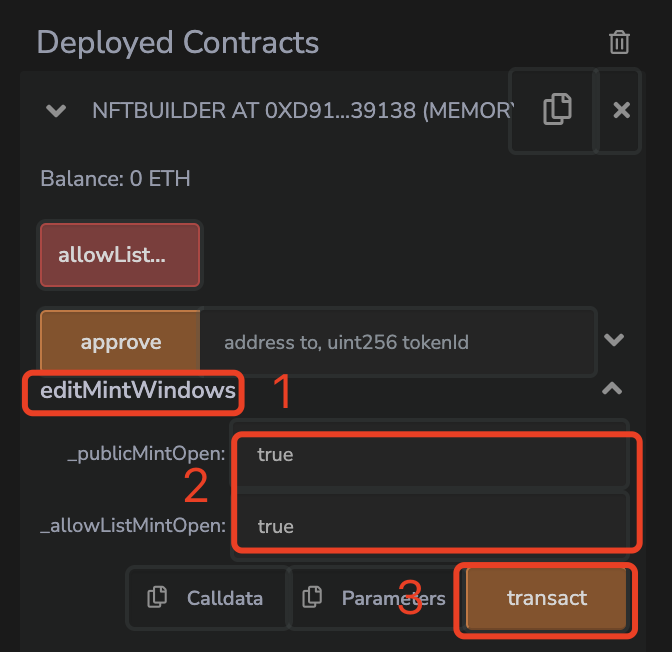 Deployed Contracts
NFTBUILDER AT 0XD91...39138 (MEMORY
Balance: 0 ETH
allowList...
approve
address to, uint256 tokenId
editMintWindows
1
_publicMintOpen:
true
2
_allowListMintOpen:
true
Calldata
Parameters
3
transact